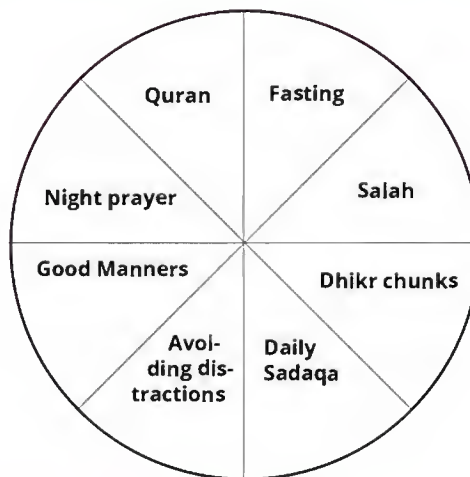 Quran
Fasting
Night prayer
Salah
Good Manners
Dhikr chunks
Avoi-
ding dis-
tractions
Daily
Sadaqa